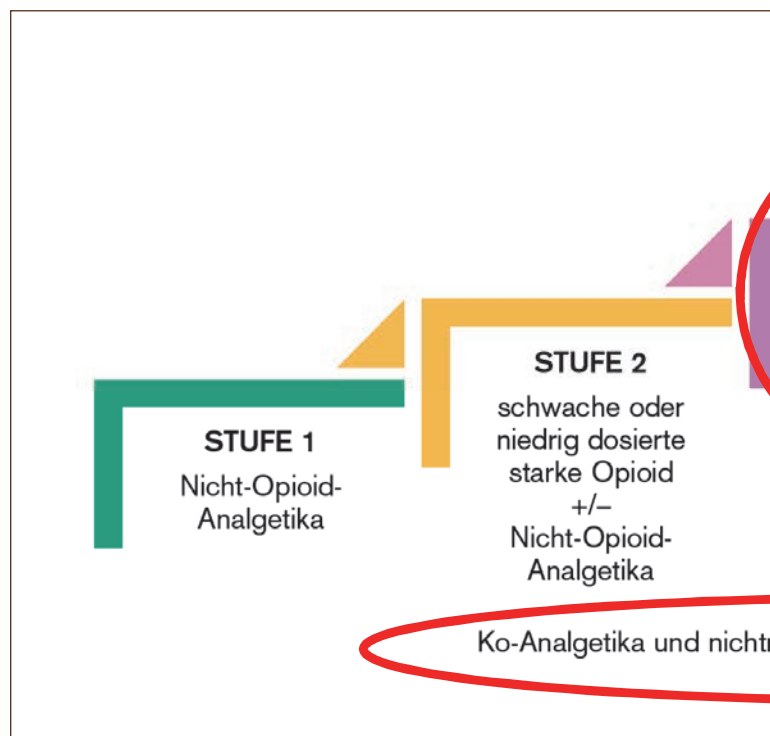 STUFE 1
Nicht-Opioid-
Analgetika
STUFE 2
schwache oder
niedrig dosierte
starke Opioid
+/–
Nicht-Opioid-
Analgetika
Ko-Analgetika und